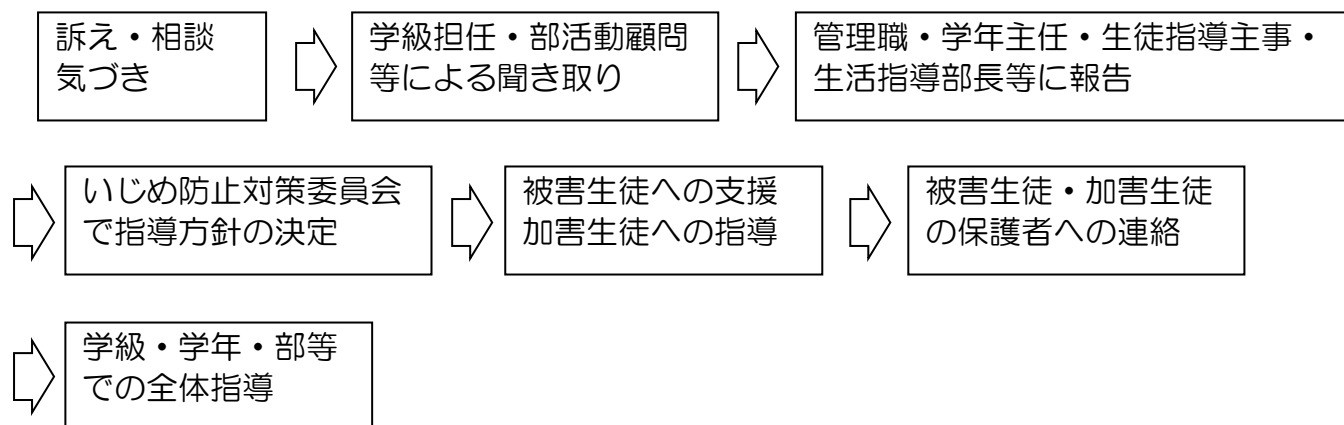 訴え・相談
気づき
学級担任・部活動顧問
等による聞き取り
管理職・学年主任・生徒指導主事・
生活指導部長等に報告
いじめ防止対策委員会
で指導方針の決定
被害生徒への支援
加害生徒への指導
被害生徒・加害生徒
の保護者への連絡
学級・学年・部等
での全体指導